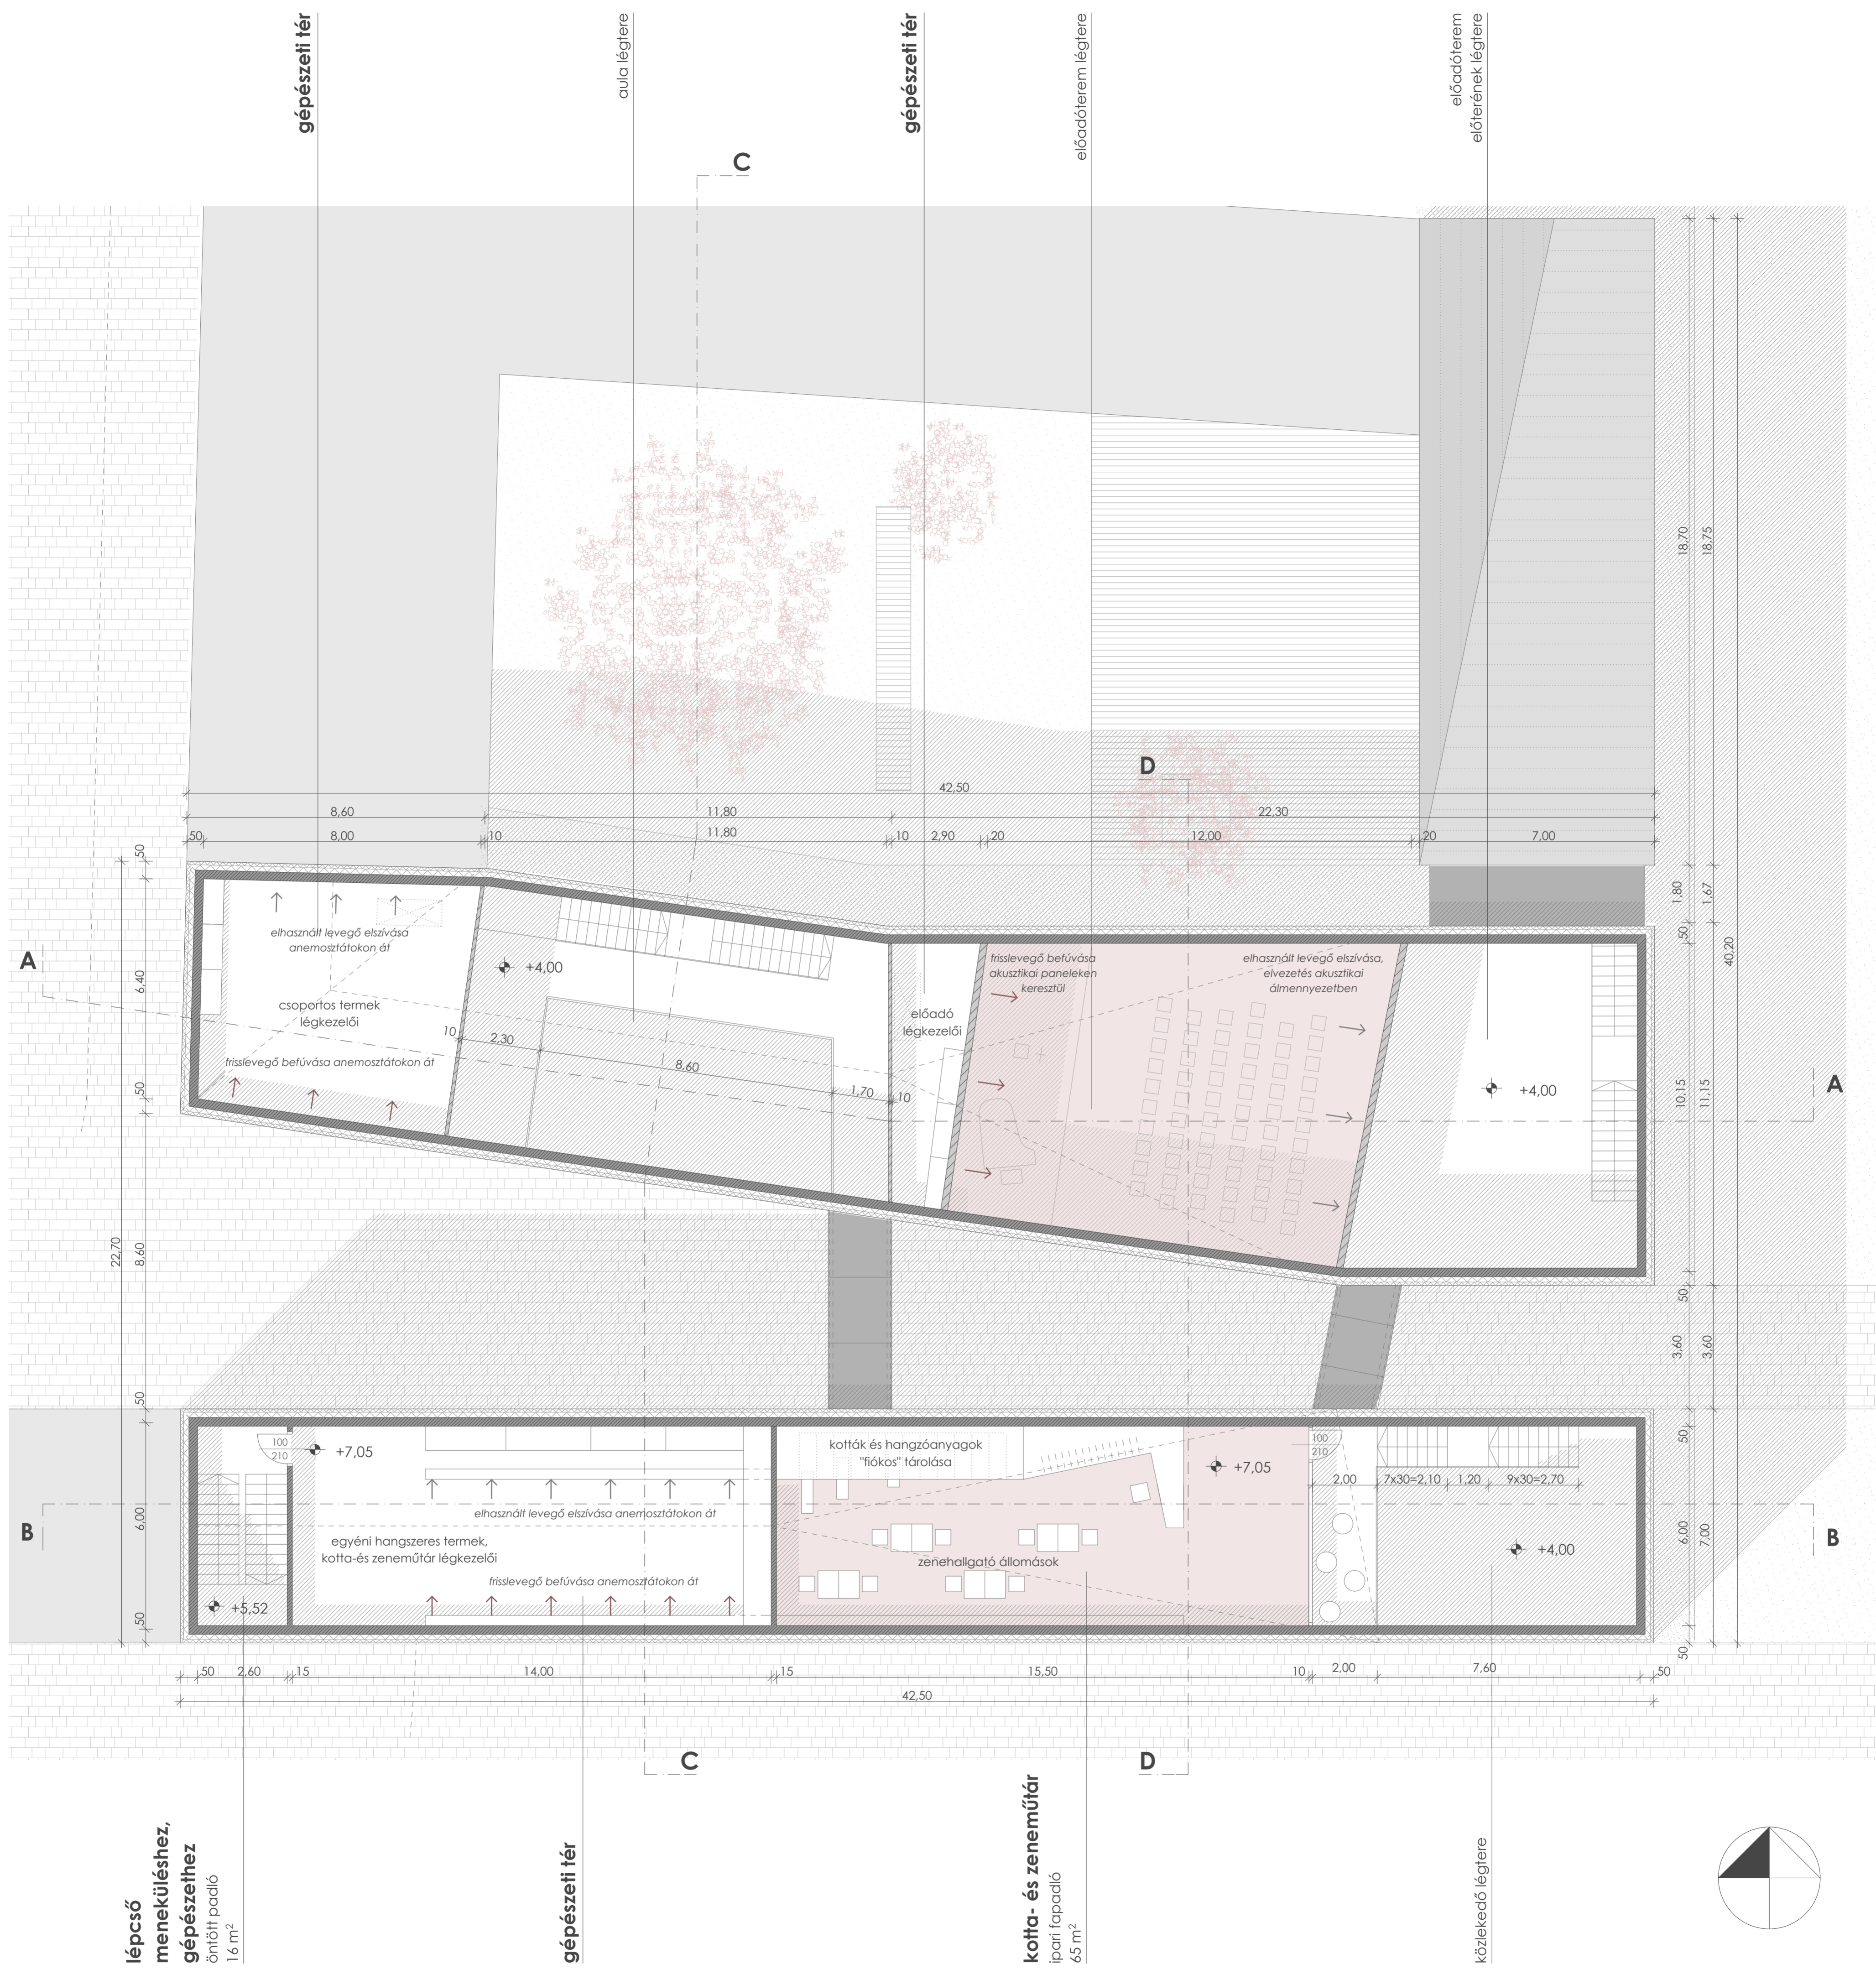 gépészeti tér
aula légtere
gépészeti tér
előadóterem légtere
előadóterem
előterének légtere
C
18,70
18,75
40,20
D
42,50
8,60
11,80
22,30
50
8,00
10
11,80
10
2,90
20
12,00
20
7,00
50
1,80
1,67
50
A
elhasznált levegő elszívása
anemosztátokon át
+4,00
csoportos termek
légkezelői
frisslevegő befúvása anemosztátokon át
6,40
10
2,30
8,60
1,70
10
előadó
légkezelői
frisslevegő befúvása
akusztikai paneleken
keresztül
elhasznált levegő elszívása,
elvezetés akusztikai
álmennyezetben
+4,00
A
10,15
11,15
50
22,70
8,60
50
50
3,60
3,60
100
210
+7,05
kották és hangzóanyagok
"fiókos" tárolása
+7,05
100
210
2,00
7x30=2,10
1,20
9x30=2,70
50
B
6,00
elhasznált levegő elszívása anemosztátokon át
egyéni hangszeres termek,
kotta-és zeneműtár légkezelői
frisslevegő befúvása anemosztátokon át
zenehallgató állomások
+4,00
B
6,00
7,00
+5,52
50
50
50
2,60
15
14,00
15
15,50
10
2,00
7,60
50
42,50
C
D
lépcső
meneküléshez,
gépészethez
öntött padló
16 m²
gépészeti tér
kotta- és zeneműtár
ipari fapadló
65 m²
közlekedő légtere